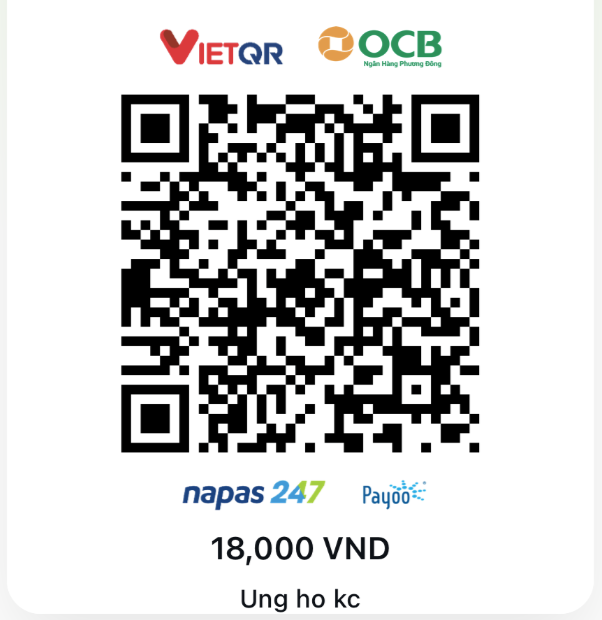 VIETQR OCB
Ngân Hàng Phương Đông
napas 247 Payoo
18,000 VND
Ung ho kc